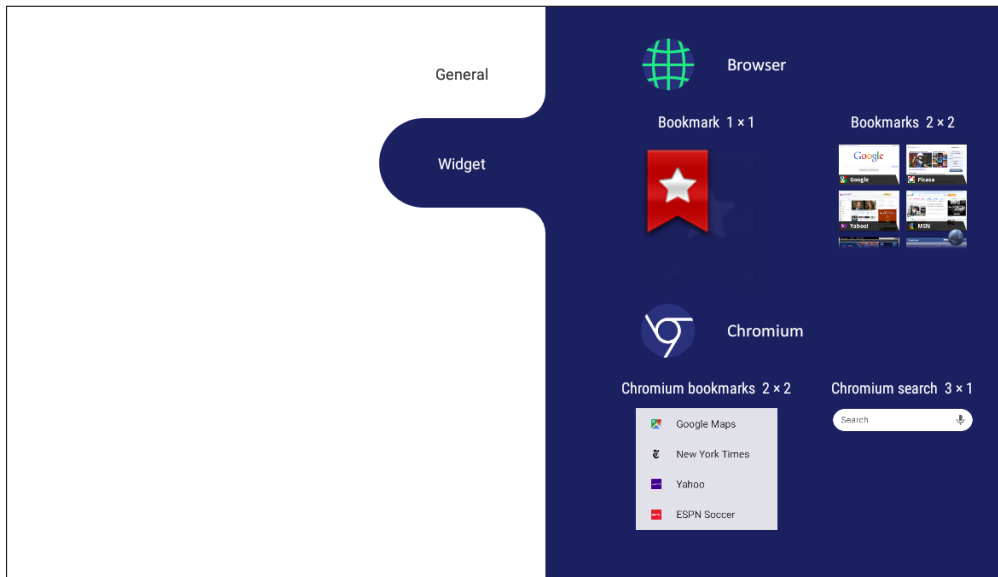 General
Widget
Browser
Bookmark 1 × 1
Bookmarks 2 × 2
Google
Google
Picasa
Yahoo!
MSN
Chromium
Chromium bookmarks 2 × 2
Chromium search 3 × 1
Google Maps
New York Times
Yahoo
ESPN Soccer
Search